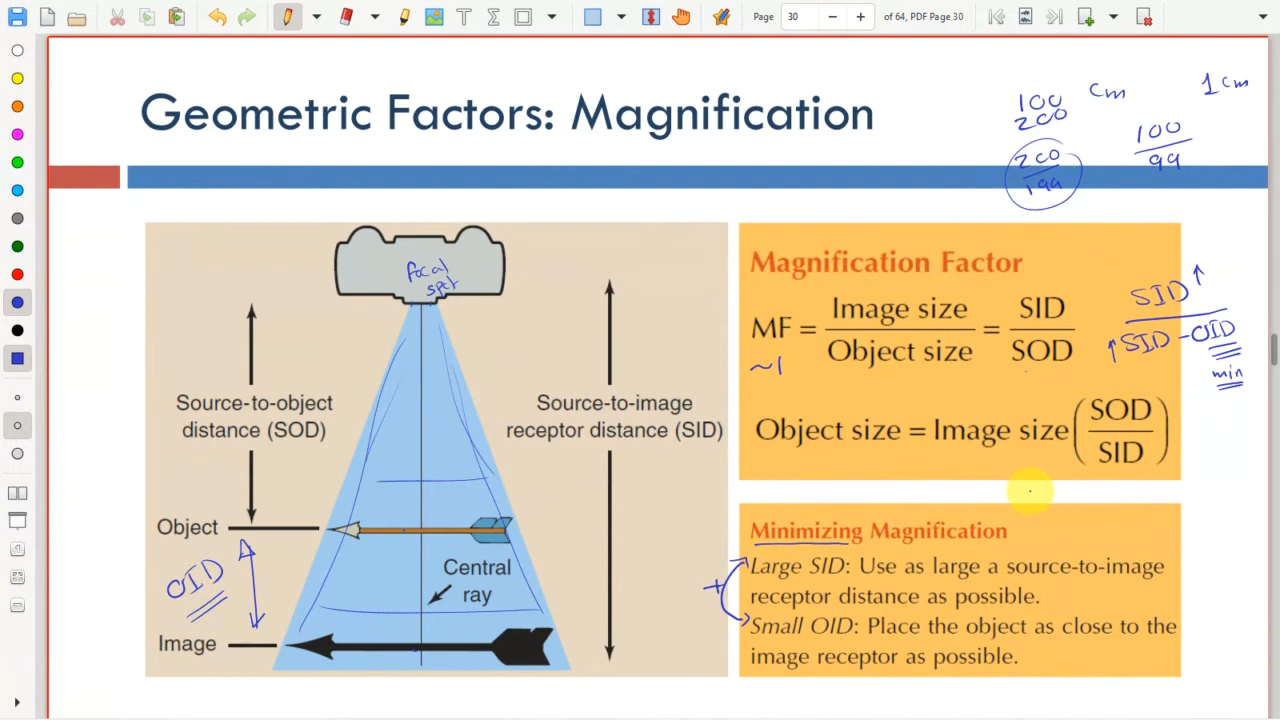 Page 30 of 64, PDF Page 30
Geometric Factors: Magnification
100 cm 1 cm
200
200
199
100
99
focal
spot
Source-to-object
distance (SOD)
Source-to-image
receptor distance (SID)
Object
OID
Central
ray
Image
Magnification Factor
MF = Image size / Object size = SID / SOD
~1
SID ↑
↑ SID - OID
min
Object size = Image size (SOD / SID)
Minimizing Magnification
+
Large SID: Use as large a source-to-image
receptor distance as possible.
Small OID: Place the object as close to the
image receptor as possible.